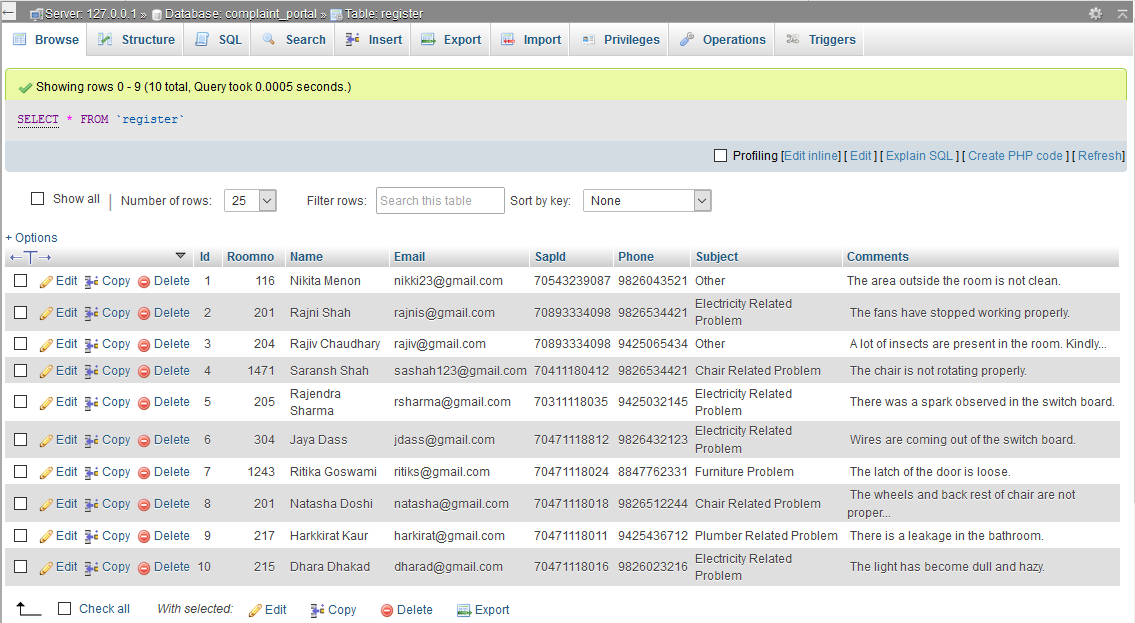 Server: 127.0.0.1 » Database: complaint_portal » Table: register
Browse Structure SQL Search Insert Export Import Privileges Operations Triggers
Showing rows 0 - 9 (10 total, Query took 0.0005 seconds.)
SELECT * FROM `register`
Profiling [Edit inline] [ Edit ] [ Explain SQL ] [ Create PHP code ] [ Refresh]
Show all | Number of rows: 25 Filter rows: Search this table Sort by key: None
+ Options
←T→ Id Roomno Name Email SapId Phone Subject Comments
Edit Copy Delete 1 116 Nikita Menon nikki23@gmail.com 70543239087 9826043521 Other The area outside the room is not clean.
Edit Copy Delete 2 201 Rajni Shah rajnis@gmail.com 70893334098 9826534421 Electricity Related
Problem The fans have stopped working properly.
Edit Copy Delete 3 204 Rajiv Chaudhary rajiv@gmail.com 70893334098 9425065434 Other A lot of insects are present in the room. Kindly...
Edit Copy Delete 4 1471 Saransh Shah sashah123@gmail.com 70411180412 9826534421 Chair Related Problem The chair is not rotating properly.
Edit Copy Delete 5 205 Rajendra
Sharma rsharma@gmail.com 70311118035 9425032145 Electricity Related
Problem There was a spark observed in the switch board.
Edit Copy Delete 6 304 Jaya Dass jdass@gmail.com 70471118812 9826432123 Electricity Related
Problem Wires are coming out of the switch board.
Edit Copy Delete 7 1243 Ritika Goswami ritiks@gmail.com 70471118024 8847762331 Furniture Problem The latch of the door is loose.
Edit Copy Delete 8 201 Natasha Doshi natasha@gmail.com 70471118018 9826512244 Chair Related Problem The wheels and back rest of chair are not
proper...
Edit Copy Delete 9 217 Harkkirat Kaur harkirat@gmail.com 70471118011 9425436712 Plumber Related Problem There is a leakage in the bathroom.
Edit Copy Delete 10 215 Dhara Dhakad dharad@gmail.com 70471118016 9826023216 Electricity Related
Problem The light has become dull and hazy.
Check all With selected: Edit Copy Delete Export